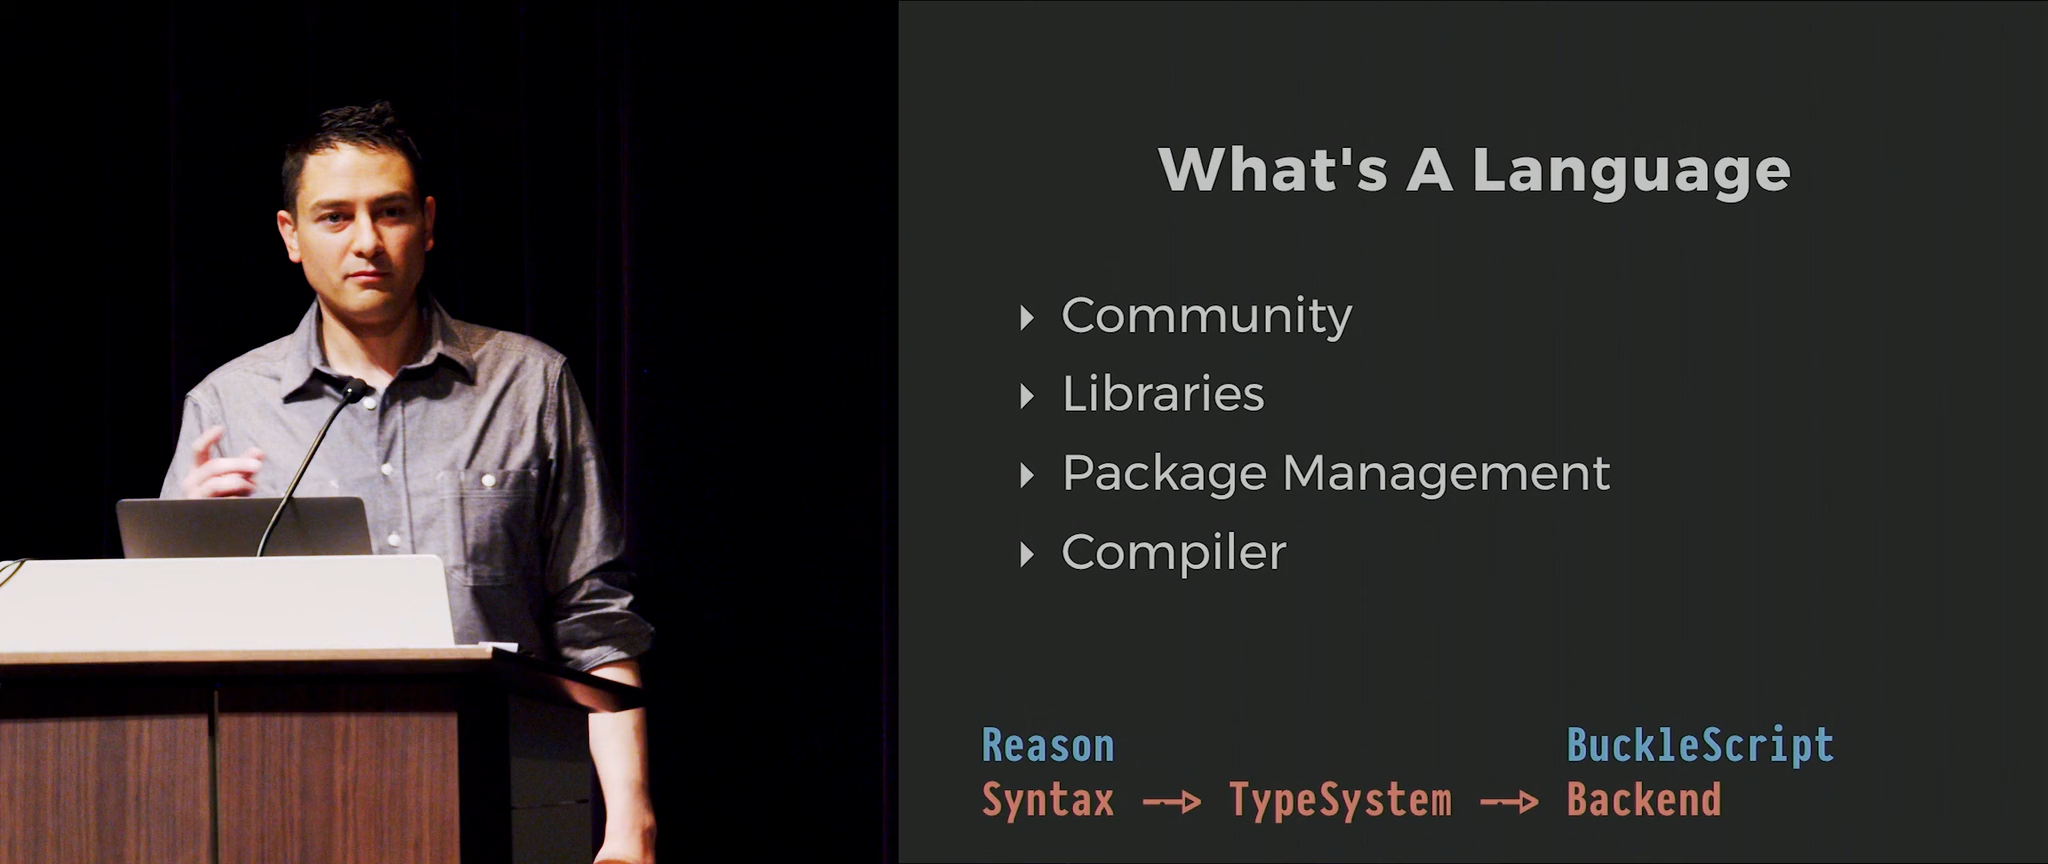 What's A Language
Community
Libraries
Package Management
Compiler
Reason BuckleScript
Syntax —> TypeSystem —> Backend